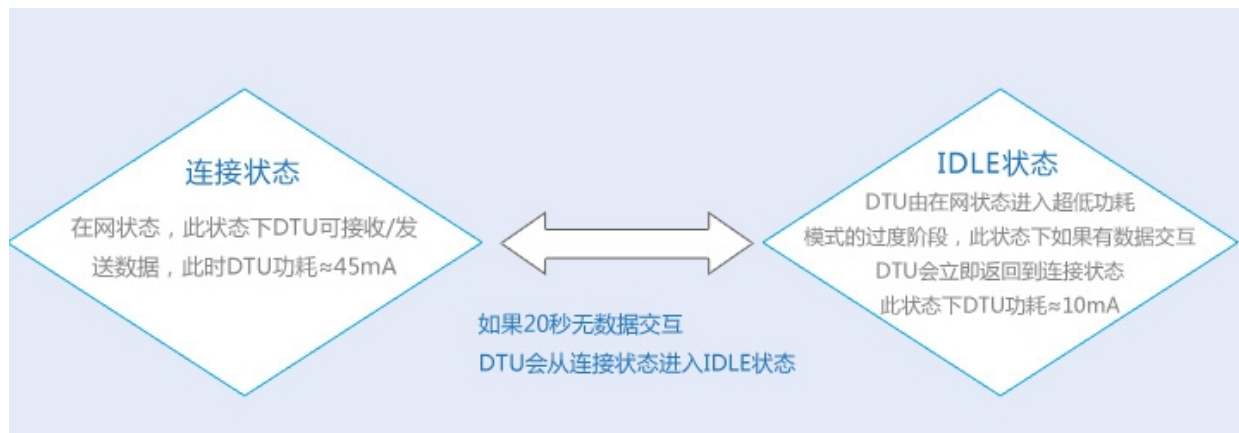 连接状态
在网状态，此状态下DTU可接收/发
送数据，此时DTU功耗≈45mA
如果20秒无数据交互
DTU会从连接状态进入IDLE状态
IDLE状态
DTU由在网状态进入超低功耗
模式的过度阶段，此状态下如果有数据交互
DTU会立即返回到连接状态
此状态下DTU功耗≈10mA